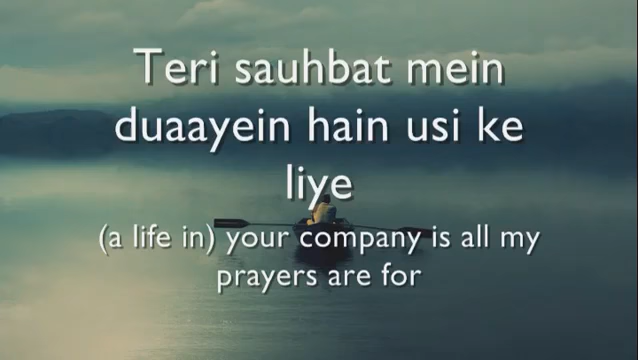 Teri sauhbat mein
duaayein hain usi ke
liye
(a life in) your company is all my
prayers are for